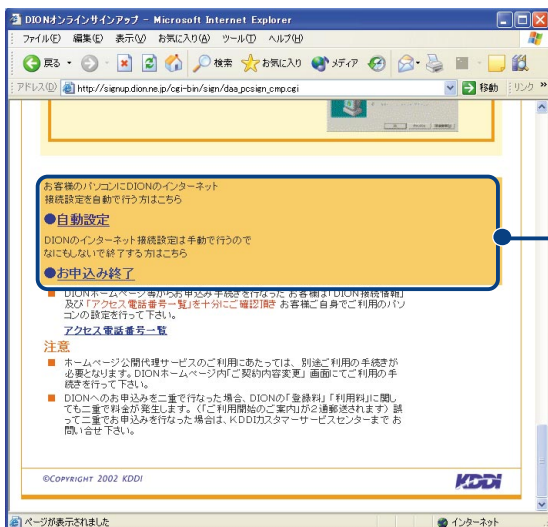 DIONオンラインサインアップ - Microsoft Internet Explorer
ファイル(F) 編集(E) 表示(V) お気に入り(A) ツール(T) ヘルプ(H)
戻る 検索 お気に入り メディア
アドレス(D) http://signup.dion.ne.jp/cgi-bin/sign/daa_pcsign_cmp.cgi 移動 リンク »
お客様のパソコンにDIONのインターネット
接続設定を自動で行う方はこちら
●自動設定
DIONのインターネット接続設定は手動で行うので
なにもしないで終了する方はこちら
●お申込み終了
■ DIONホームページ等からお申込み手続きを行なったお客様は「DION接続情報」
及び「アクセス電話番号一覧」を十分にご確認頂き お客様ご自身でご利用のパソ
コンの設定を行って下さい。
アクセス電話番号一覧
注意
■ ホームページ公開代理サービスのご利用にあたっては、別途ご利用の手続きが
必要となります。DIONホームページ内「ご契約内容変更」画面にてご利用の手
続きを行って下さい。
■ DIONへのお申込みを二重で行なった場合、DIONの「登録料」「利用料」に関し
ても二重で料金が発生します。(「ご利用開始のご案内」が2通郵送されます) 誤
って二重でお申込みを行なった場合は、KDDIカスタマーサービスセンターまで お
問い合せ下さい。
©COPYRIGHT 2002 KDDI
KDDI
ページが表示されました インターネット